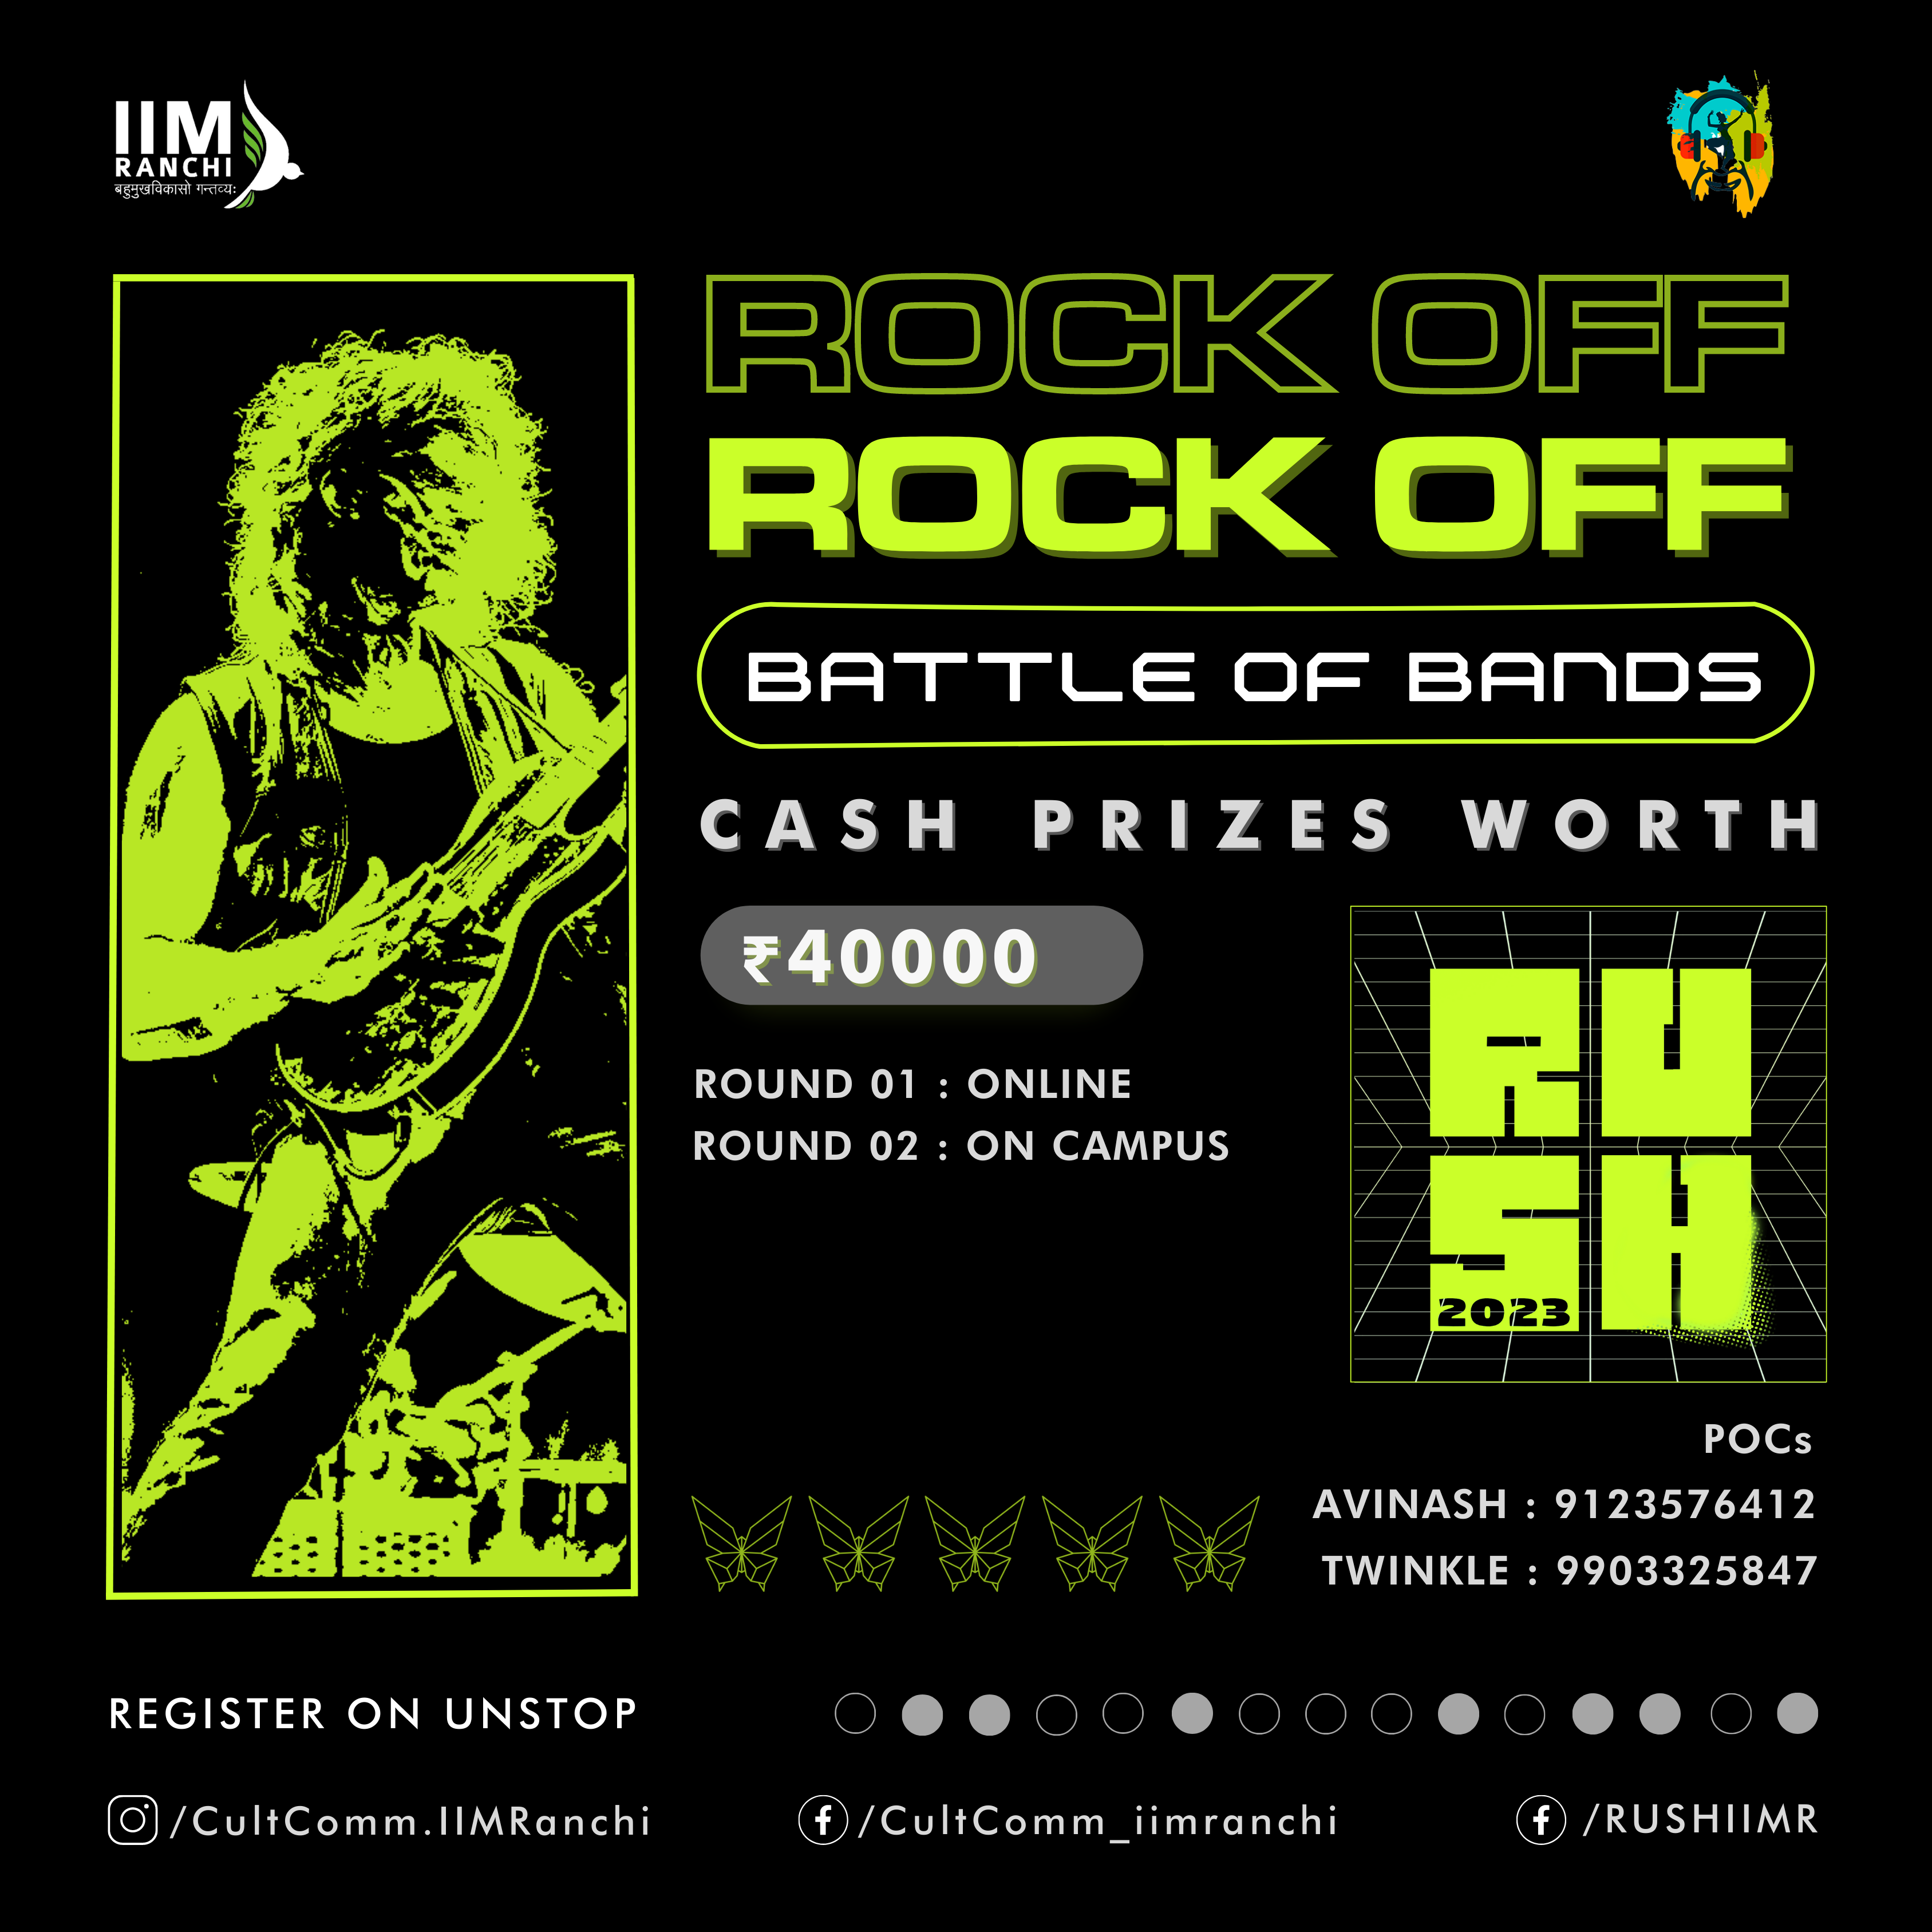 IIM
RANCHI
बहुमुखविकासो गन्तव्यः
ROCK OFF
ROCK OFF
BATTLE OF BANDS
CASH PRIZES WORTH
₹40000
ROUND 01 : ONLINE
ROUND 02 : ON CAMPUS
RU
SH
2023
POCs
AVINASH : 9123576412
TWINKLE : 9903325847
REGISTER ON UNSTOP
/CultComm.IIMRanchi
/CultComm_iimranchi
/RUSHIIMR